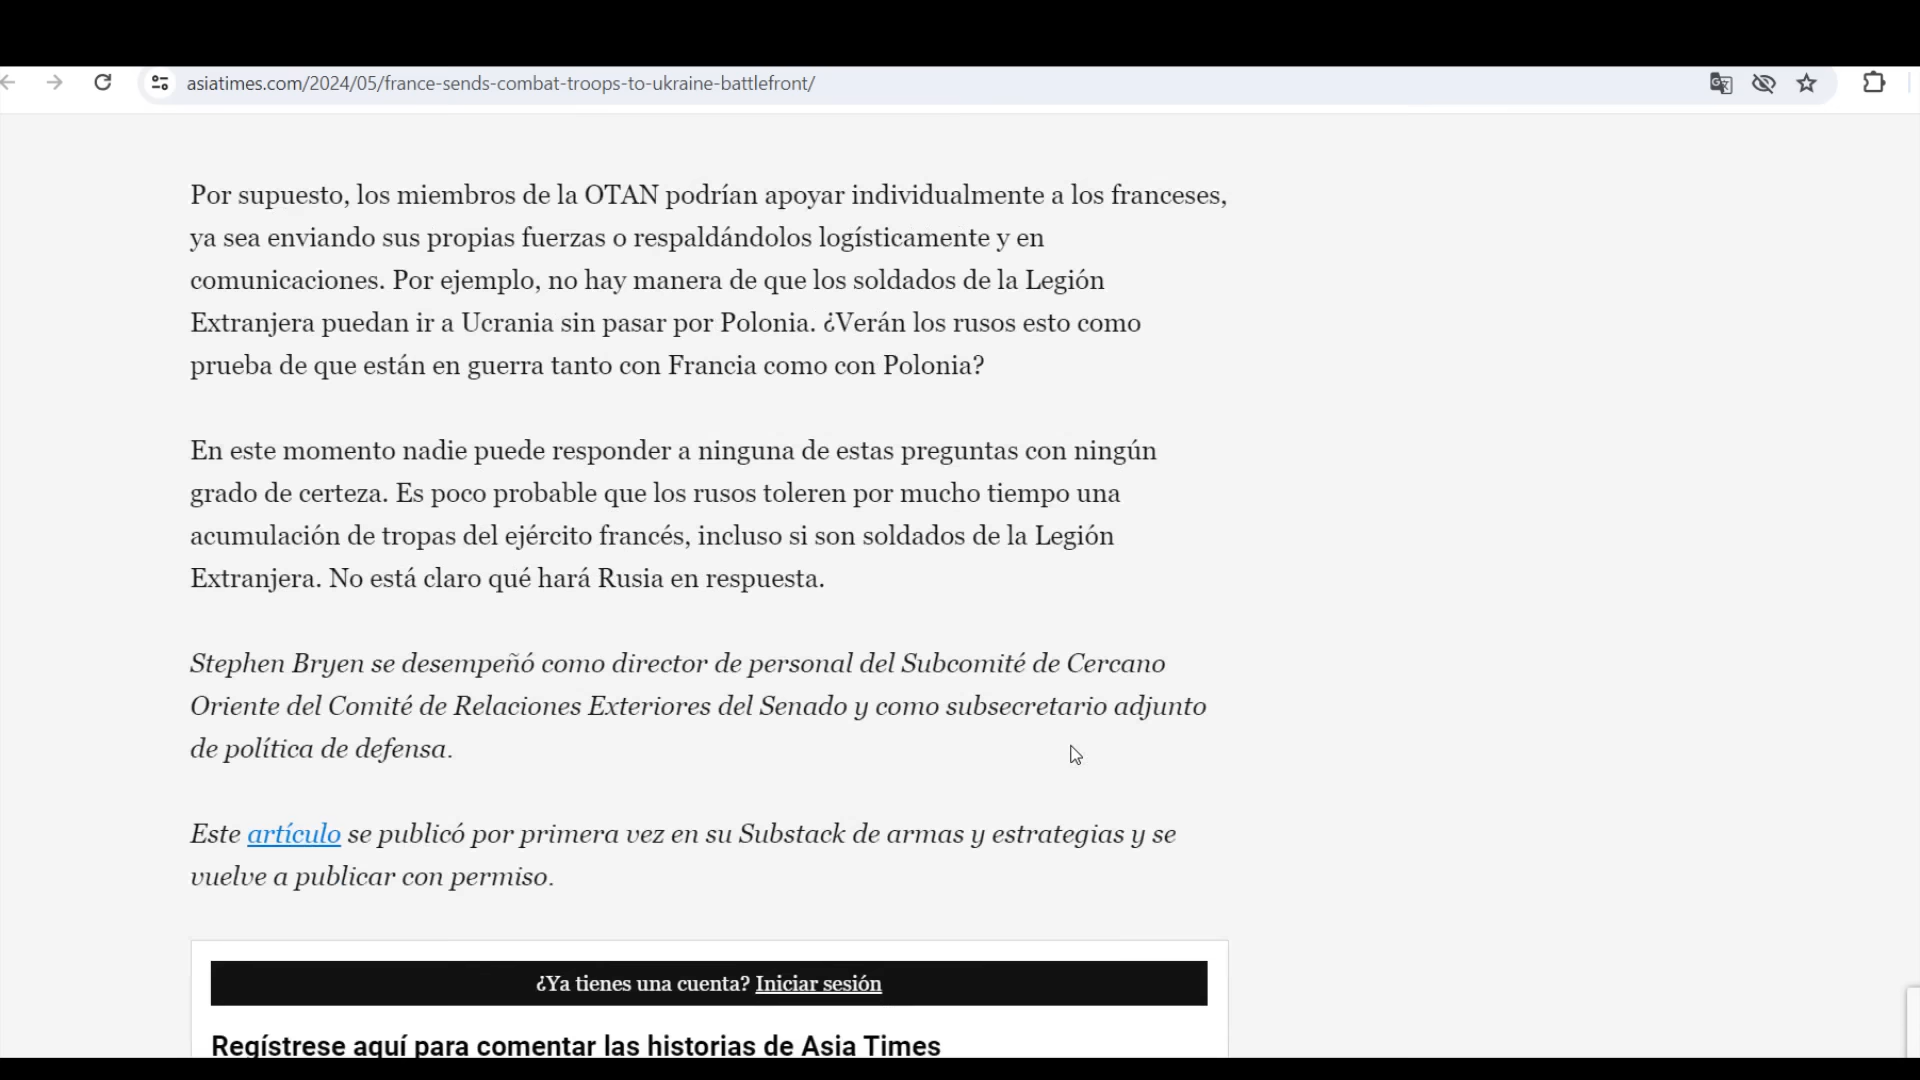 asiatimes.com/2024/05/france-sends-combat-troops-to-ukraine-battlefront/
Por supuesto, los miembros de la OTAN podrían apoyar individualmente a los franceses,
ya sea enviando sus propias fuerzas o respaldándolos logísticamente y en
comunicaciones. Por ejemplo, no hay manera de que los soldados de la Legión
Extranjera puedan ir a Ucrania sin pasar por Polonia. ¿Verán los rusos esto como
prueba de que están en guerra tanto con Francia como con Polonia?
En este momento nadie puede responder a ninguna de estas preguntas con ningún
grado de certeza. Es poco probable que los rusos toleren por mucho tiempo una
acumulación de tropas del ejército francés, incluso si son soldados de la Legión
Extranjera. No está claro qué hará Rusia en respuesta.
Stephen Bryen se desempeñó como director de personal del Subcomité de Cercano
Oriente del Comité de Relaciones Exteriores del Senado y como subsecretario adjunto
de política de defensa.
Este artículo se publicó por primera vez en su Substack de armas y estrategias y se
vuelve a publicar con permiso.
¿Ya tienes una cuenta? Iniciar sesión
Regístrese aquí para comentar las historias de Asia Times